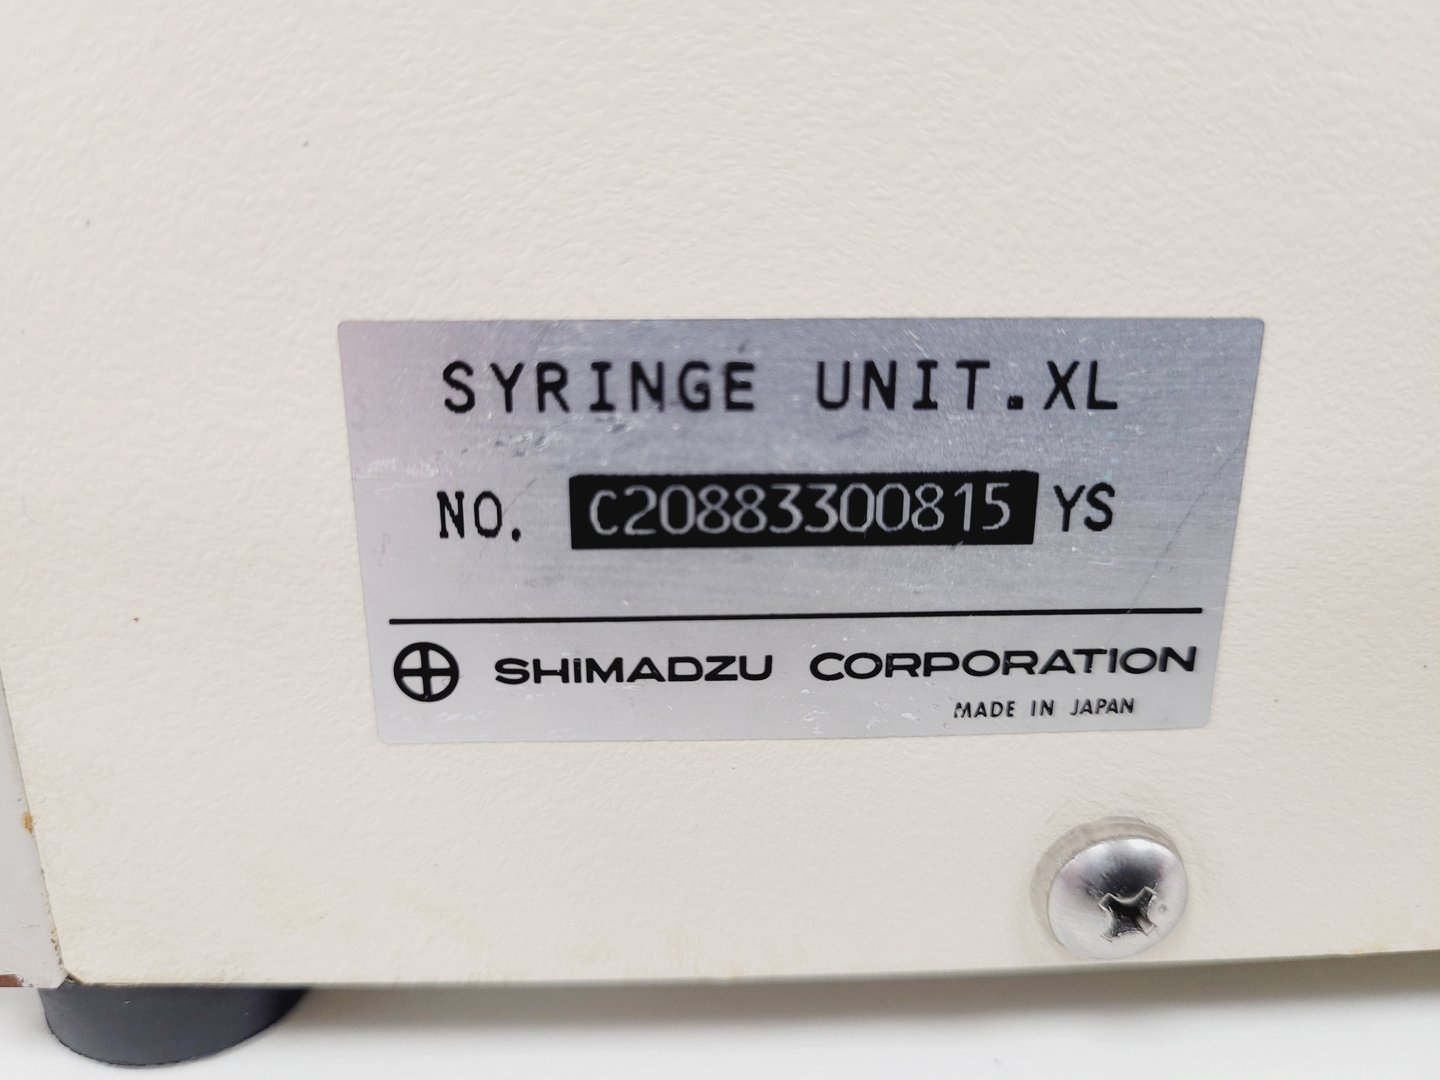 SYRINGE UNIT.XL
NO. C20883300815 YS
SHIMADZU CORPORATION
MADE IN JAPAN